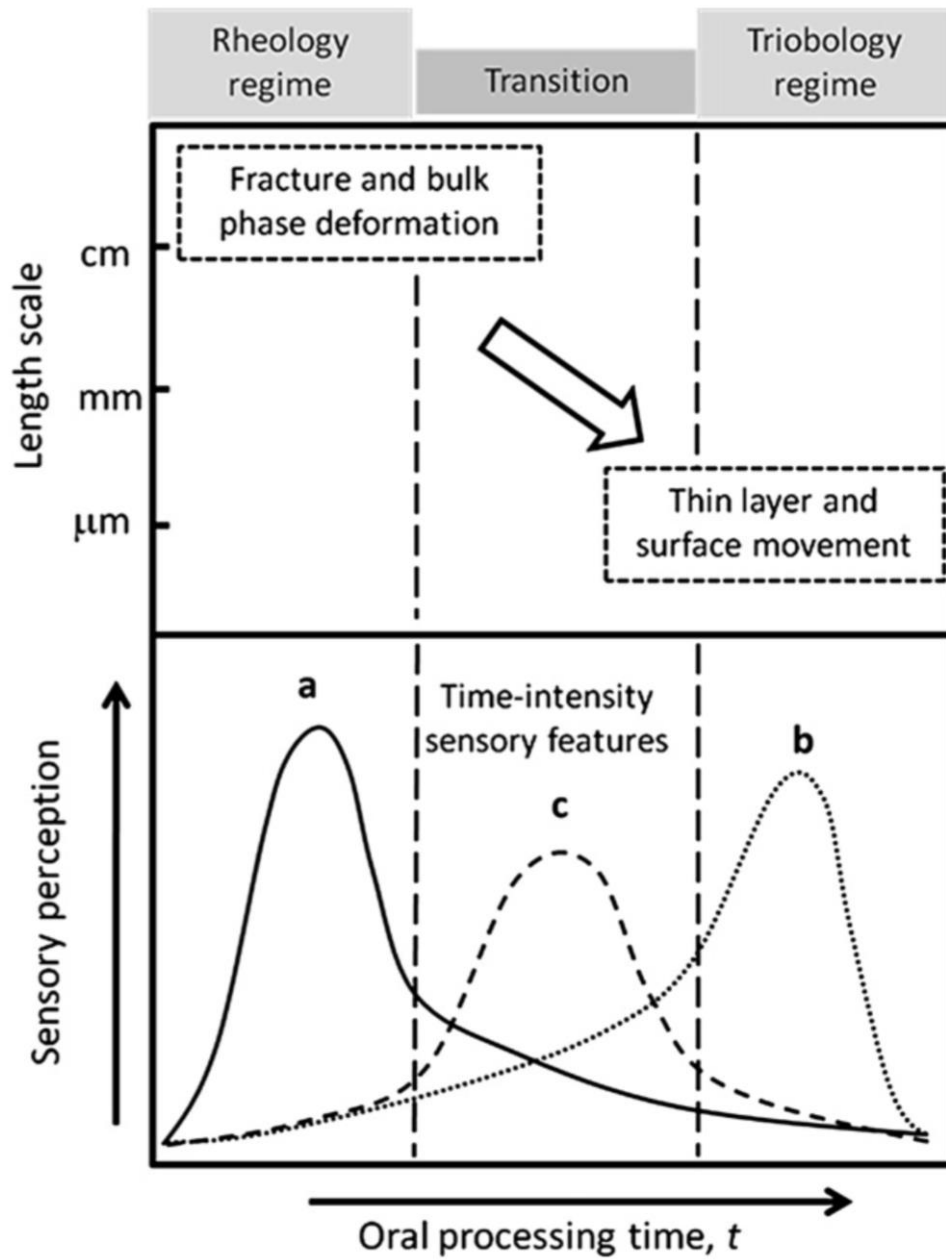 Rheology
regime
Transition
Triobology
regime
Fracture and bulk
phase deformation
cm
mm
μm
Length scale
Thin layer and
surface movement
a
Time-intensity
sensory features
b
c
Sensory perception
Oral processing time, t